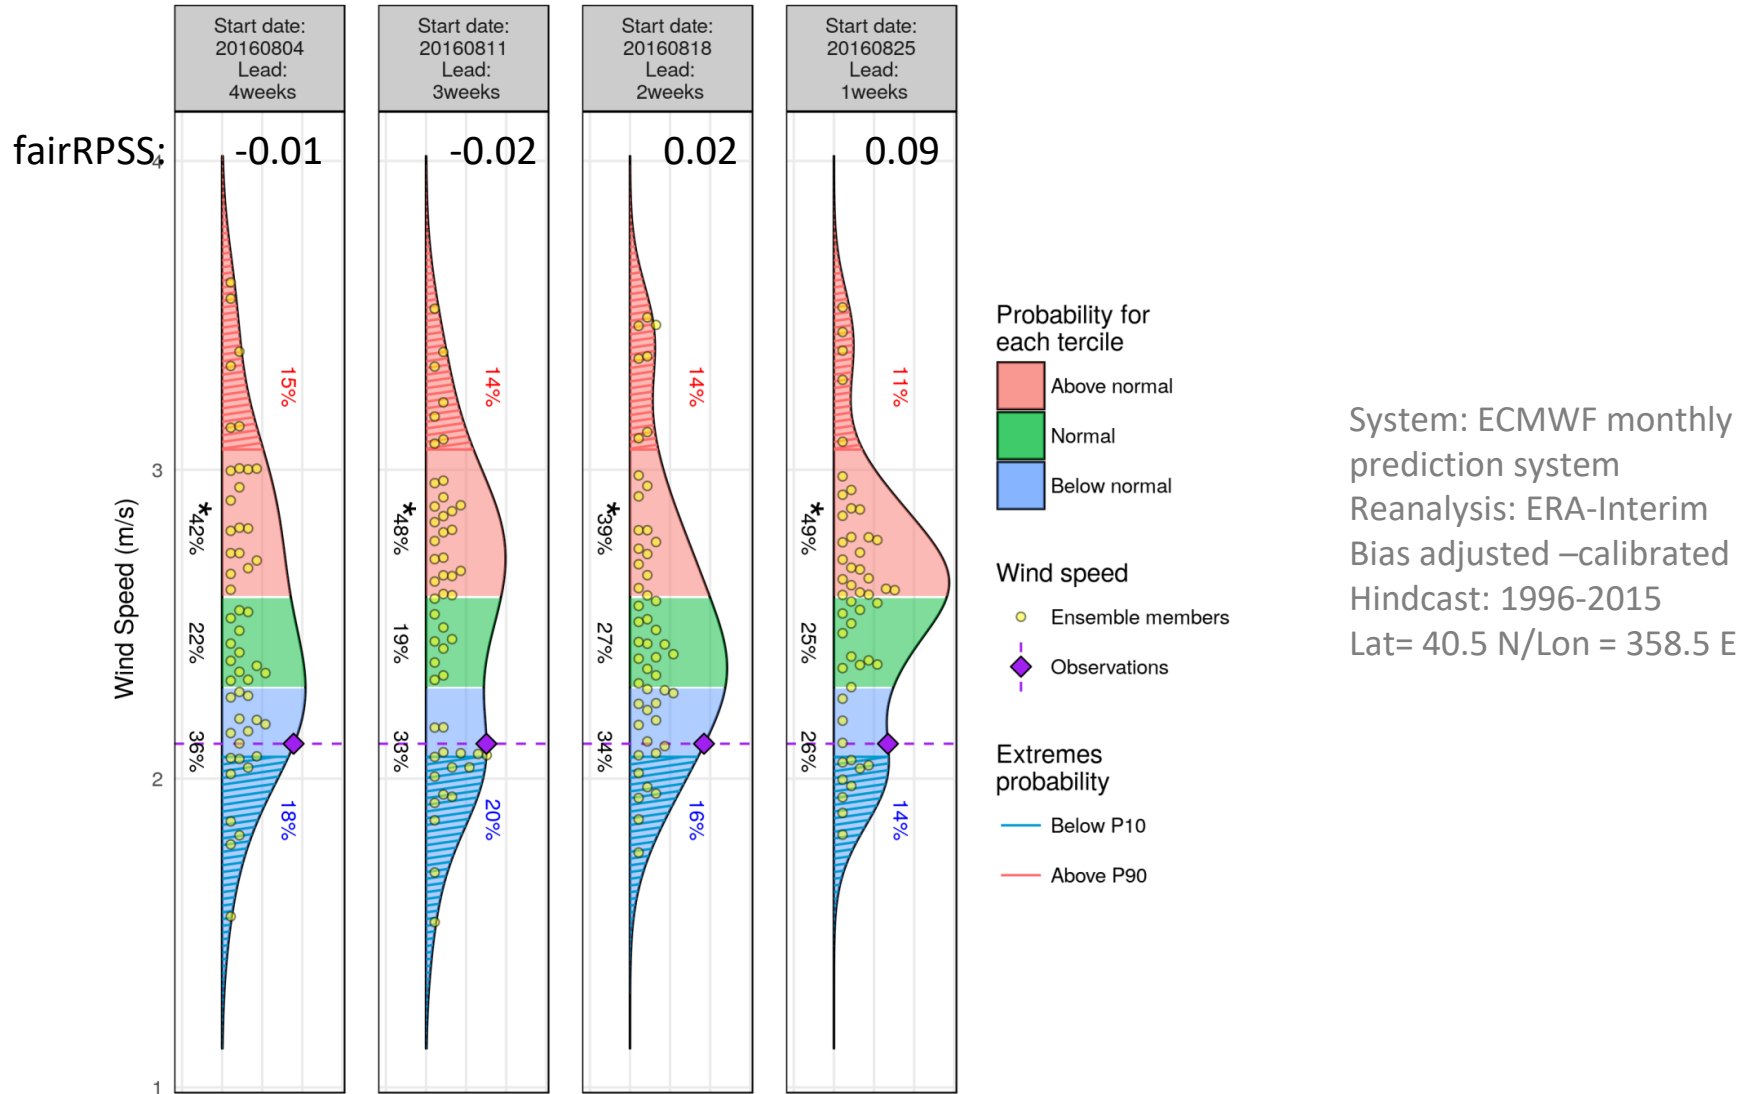 Start date:
20160804
Lead:
4weeks
Start date:
20160811
Lead:
3weeks
Start date:
20160818
Lead:
2weeks
Start date:
20160825
Lead:
1weeks
fairRPSS:
-0.01
-0.02
0.02
0.09
4
3
2
1
Wind Speed (m/s)
15%
*42%
22%
36%
18%
14%
*48%
19%
33%
20%
14%
*39%
27%
34%
16%
11%
*49%
25%
26%
14%
Probability for
each tercile
Above normal
Normal
Below normal
Wind speed
Ensemble members
Observations
Extremes
probability
Below P10
Above P90
System: ECMWF monthly
prediction system
Reanalysis: ERA-Interim
Bias adjusted –calibrated
Hindcast: 1996-2015
Lat= 40.5 N/Lon = 358.5 E